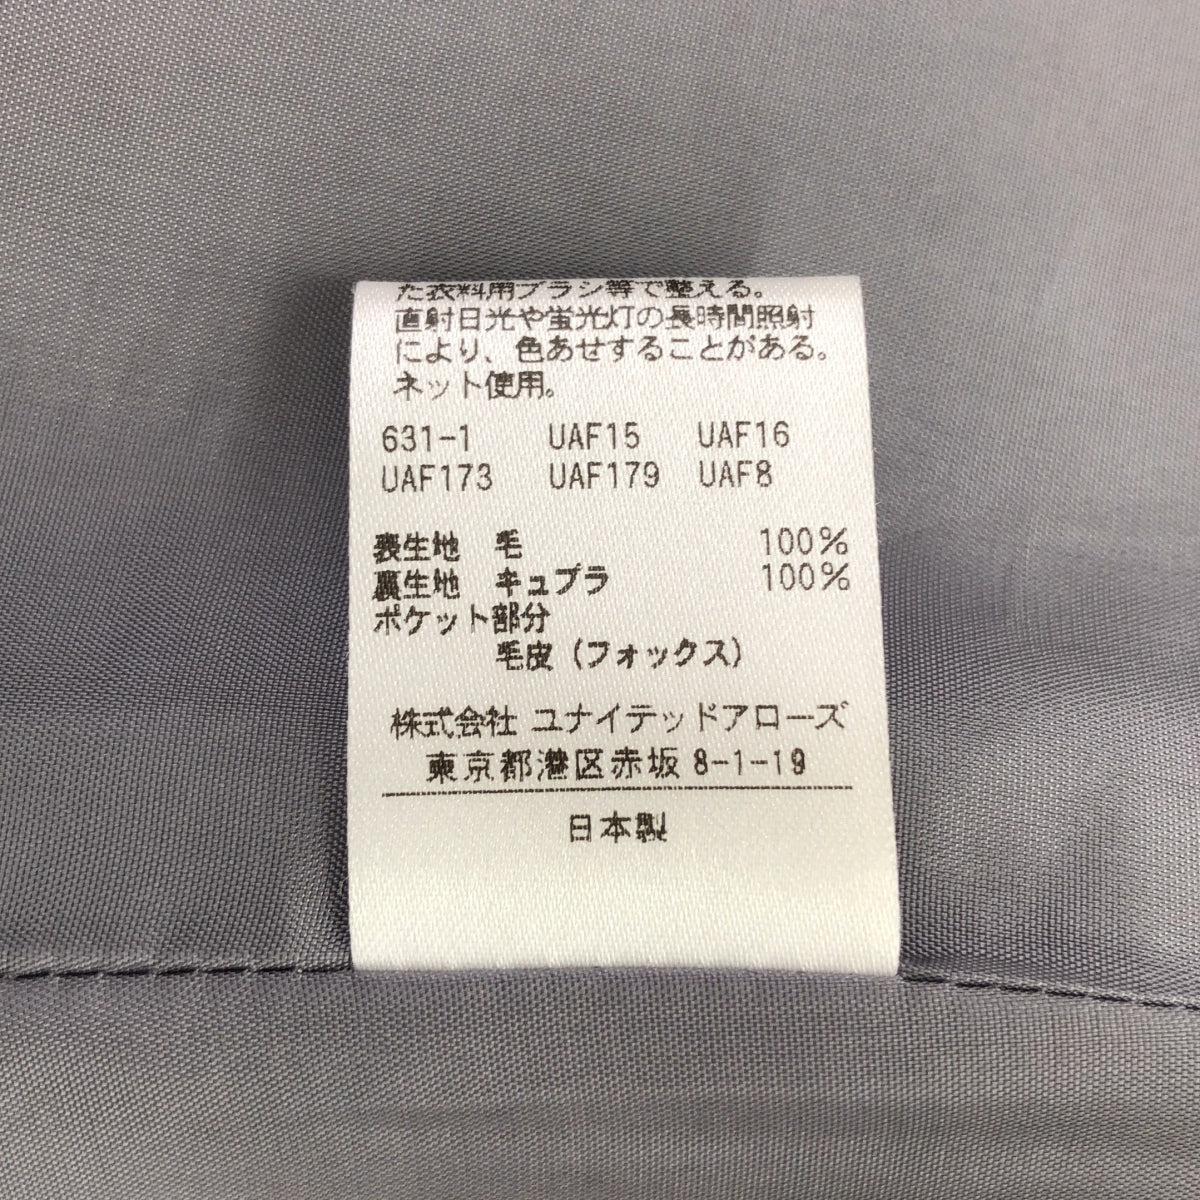 た衣料用ブラシ等で整える。
直射日光や蛍光灯の長時間照射
により、色あせすることがある。
ネット使用。
631-1 UAF15 UAF16
UAF173 UAF179 UAF8
表生地 毛 100%
裏生地 キュプラ 100%
ポケット部分
毛皮(フォックス)
株式会社 ユナイテッドアローズ
東京都港区赤坂 8-1-19
日本製